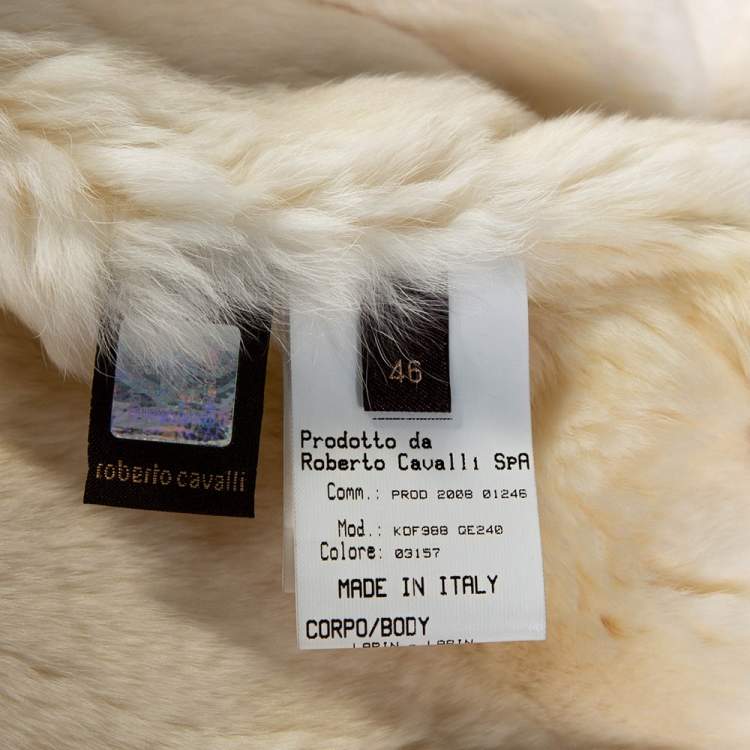 roberto cavalli
46
Prodotto da
Roberto Cavalli SpA
Comm.: PROD 2008 01246
Mod.: KDF988 GE240
Colore: 03157
MADE IN ITALY
CORPO/BODY